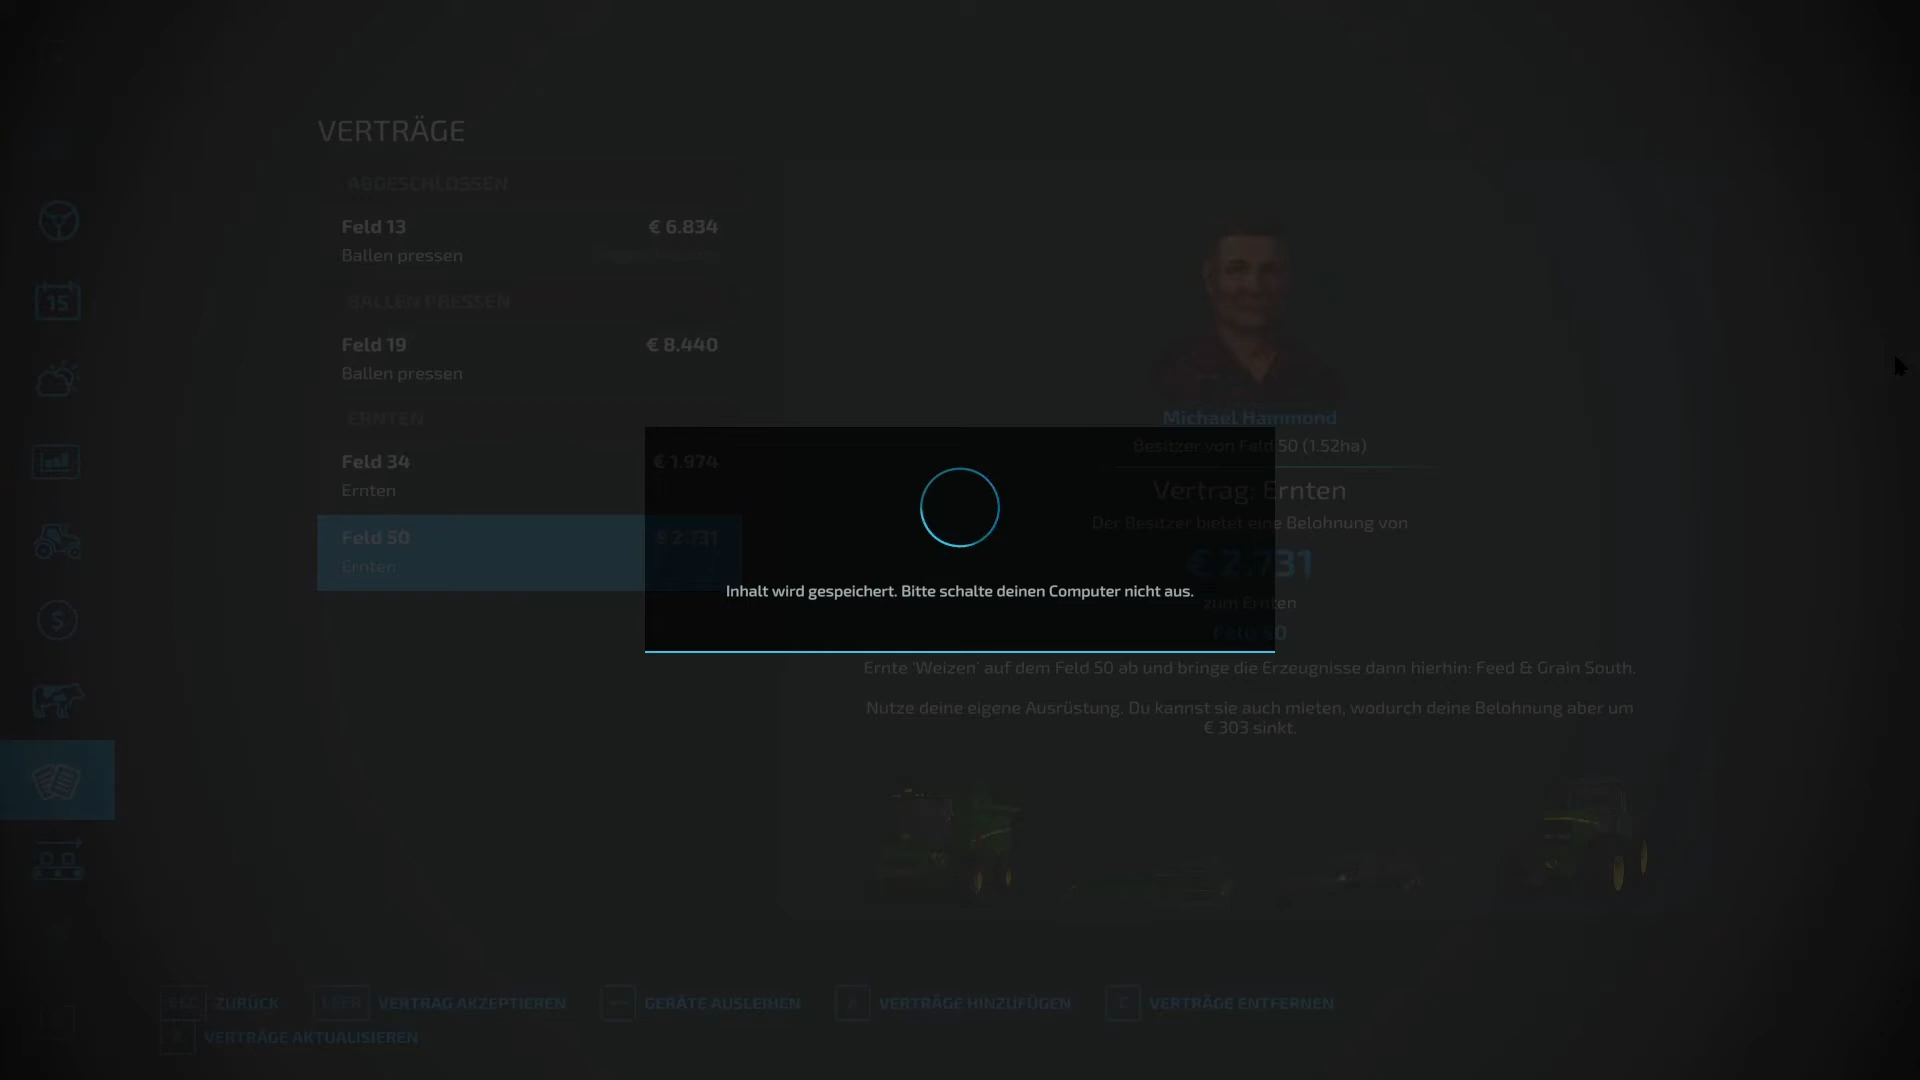 VERTRÄGE
ABGESCHLOSSEN
Feld 13 € 6.834
Ballen pressen
BALLEN PRESSEN
Feld 19 € 8.440
Ballen pressen
ERNTEN
Feld 34 € 1.974
Ernten
Feld 50 € 2.731
Ernten
15
Michael Hammond
Besitzer von Feld 50 (1.52ha)
Vertrag: Ernten
Der Besitzer bietet eine Belohnung von
€ 2.731
zum Ernten
Feld 50
Ernte 'Weizen' auf dem Feld 50 ab und bringe die Erzeugnisse dann hierhin: Feed & Grain South.
Nutze deine eigene Ausrüstung. Du kannst sie auch mieten, wodurch deine Belohnung aber um
€ 303 sinkt.
Inhalt wird gespeichert. Bitte schalte deinen Computer nicht aus.
ESC ZURÜCK LEER VERTRAG AKZEPTIEREN GERÄTE AUSLEIHEN VERTRÄGE HINZUFÜGEN VERTRÄGE ENTFERNEN
VERTRÄGE AKTUALISIEREN